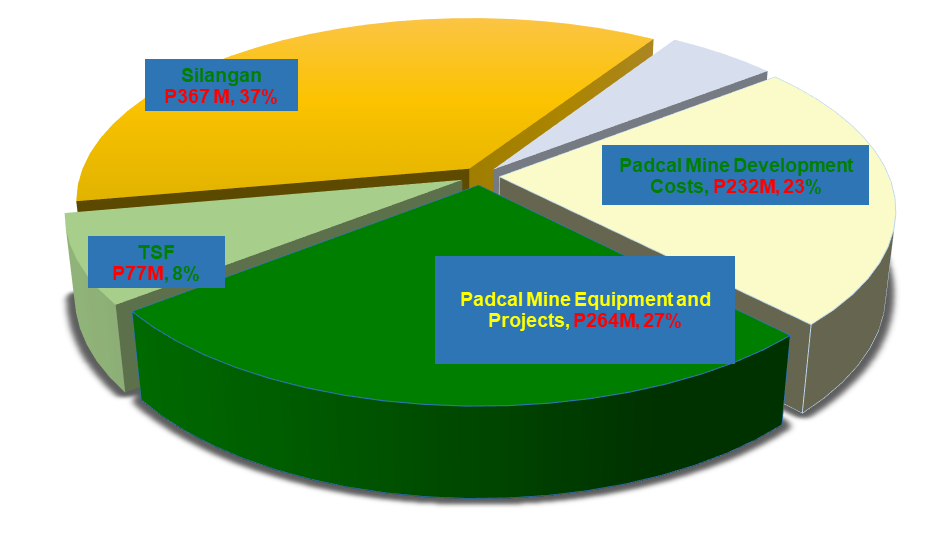 Silangan
P367 M, 37%
Padcal Mine Development
Costs, P232M, 23%
TSF
P77M, 8%
Padcal Mine Equipment and
Projects, P264M, 27%